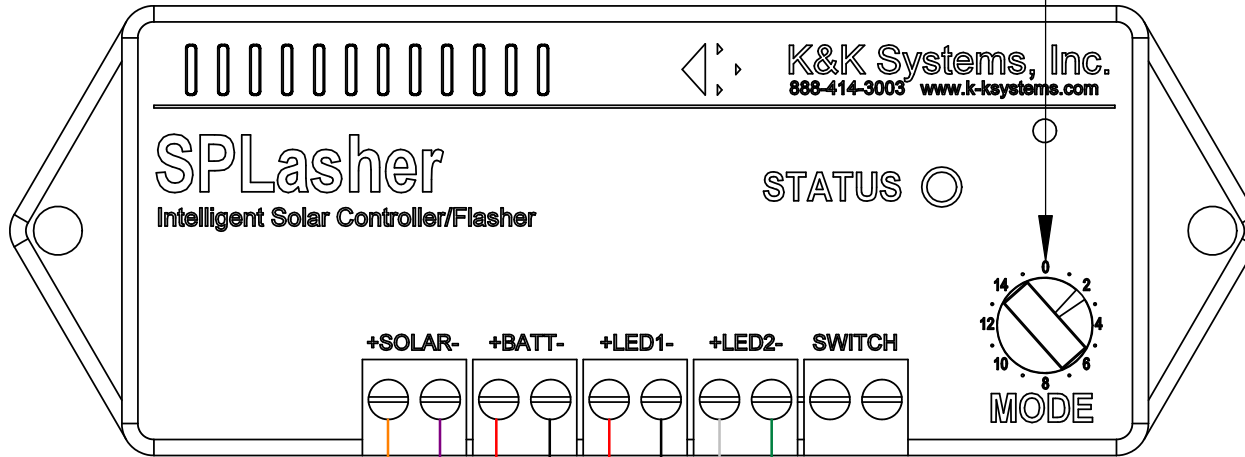 K&K Systems, Inc.
888-414-3003 www.k-ksystems.com
SPLasher
STATUS
Intelligent Solar Controller/Flasher
0
14 2
12 4
10 6
8
+SOLAR- +BATT- +LED1- +LED2- SWITCH
MODE